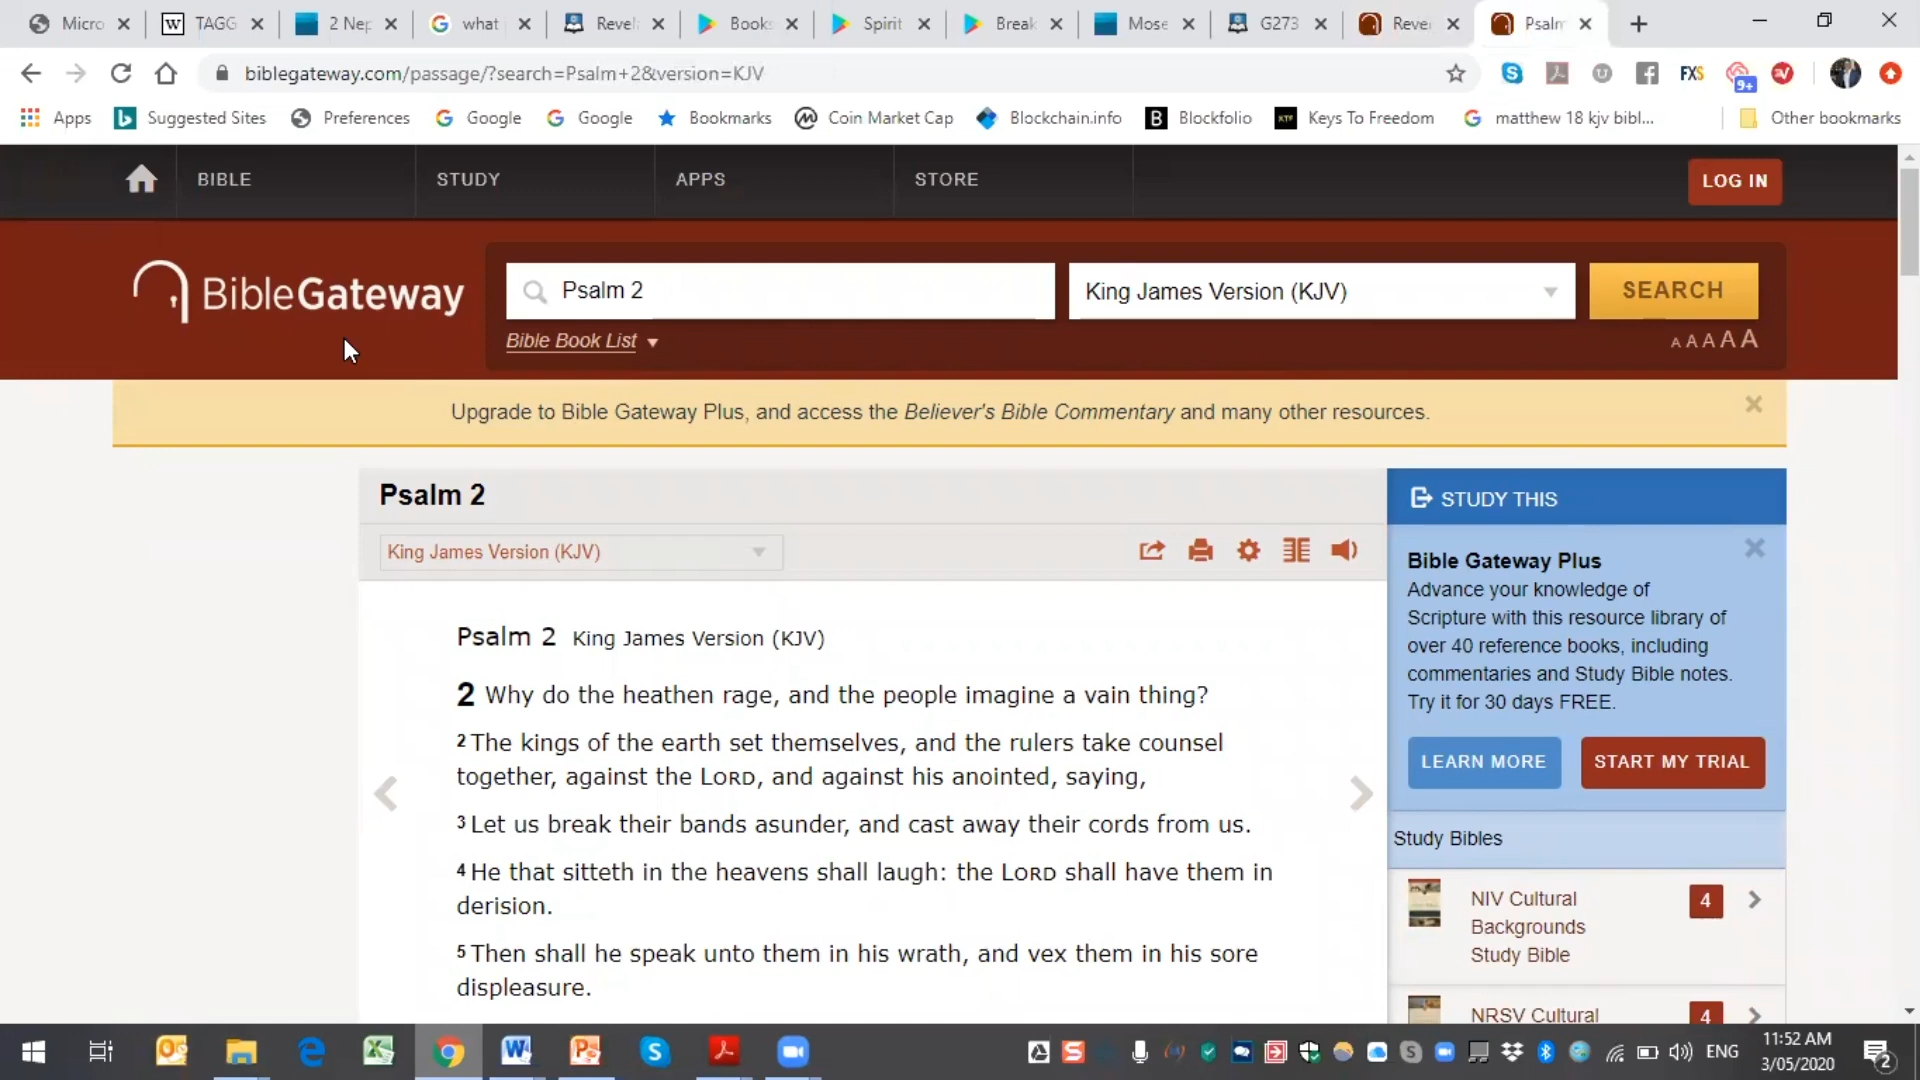 Micro
TAGG
2 Nep
what
Revel
Books
Spirit
Break
Mose
G273
Revel
Psalm
biblegateway.com/passage/?search=Psalm+2&version=KJV
FXS
9+
Apps
Suggested Sites
Preferences
Google
Google
Bookmarks
Coin Market Cap
Blockchain.info
Blockfolio
Keys To Freedom
matthew 18 kjv bibl...
Other bookmarks
BIBLE
STUDY
APPS
STORE
LOG IN
BibleGateway
Psalm 2
King James Version (KJV)
SEARCH
Bible Book List
A A A A A
Upgrade to Bible Gateway Plus, and access the Believer's Bible Commentary and many other resources.
Psalm 2
King James Version (KJV)
Psalm 2 King James Version (KJV)
2 Why do the heathen rage, and the people imagine a vain thing?
2 The kings of the earth set themselves, and the rulers take counsel
together, against the LORD, and against his anointed, saying,
3 Let us break their bands asunder, and cast away their cords from us.
4 He that sitteth in the heavens shall laugh: the LORD shall have them in
derision.
5 Then shall he speak unto them in his wrath, and vex them in his sore
displeasure.
STUDY THIS
Bible Gateway Plus
Advance your knowledge of
Scripture with this resource library of
over 40 reference books, including
commentaries and Study Bible notes.
Try it for 30 days FREE.
LEARN MORE
START MY TRIAL
Study Bibles
NIV Cultural
Backgrounds
Study Bible
4
NRSV Cultural
4
ENG
11:52 AM
3/05/2020
2